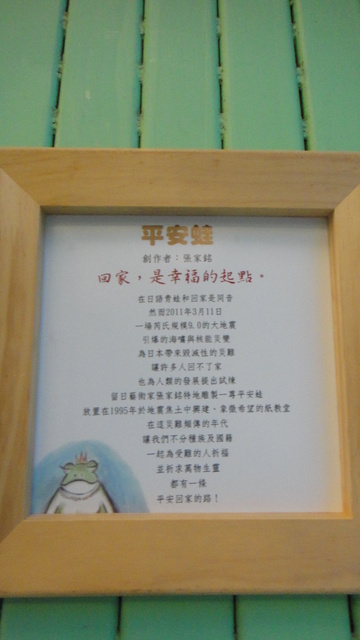 平安蛙
創作者：張家銘
回家，是幸福的起點。
在日語青蛙和回家是同音
然而2011年3月11日
一場芮氏規模9.0的大地震
引爆的海嘯與核能災變
為日本帶來毀滅性的災難
讓許多人回不了家
也為人類的發展提出試煉
留日藝術家張家銘特地雕製一尊平安蛙
放置在1995年於地震焦土中興建、象徵希望的紙教堂
在這災難頻傳的年代
讓我們不分種族及國籍
一起為受難的人祈福
並祈求萬物生靈
都有一條
平安回家的路！